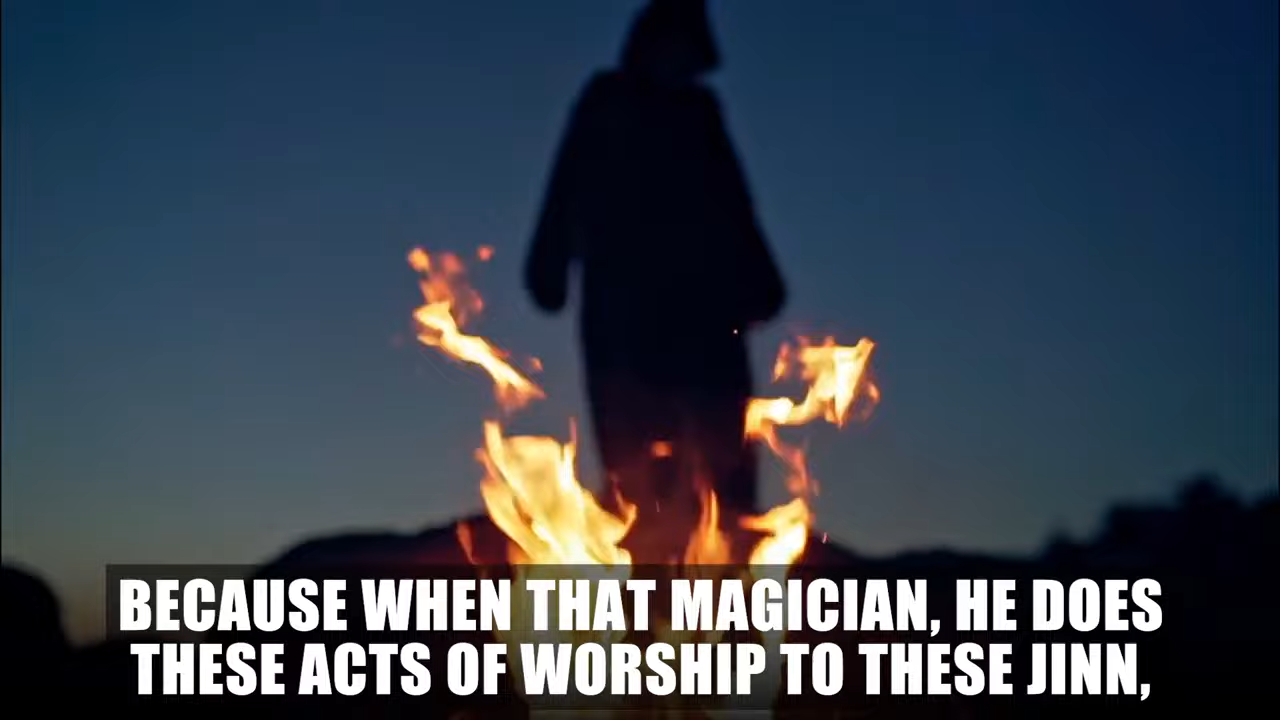 BECAUSE WHEN THAT MAGICIAN, HE DOES
THESE ACTS OF WORSHIP TO THESE JINN,